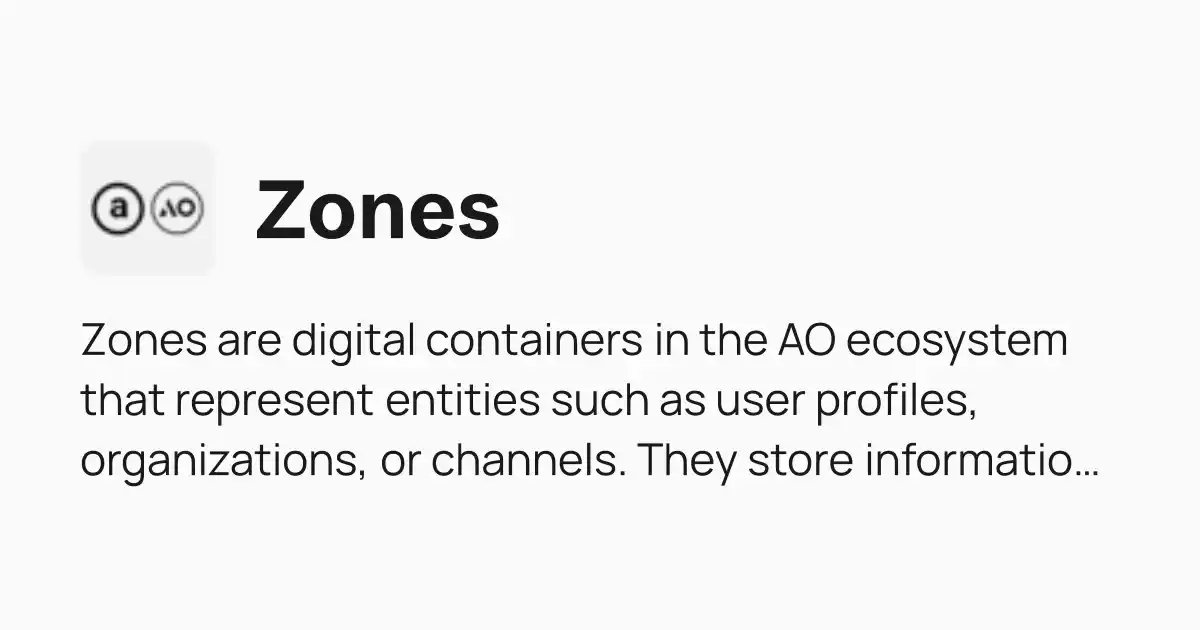 a AO Zones
Zones are digital containers in the AO ecosystem
that represent entities such as user profiles,
organizations, or channels. They store informatio…